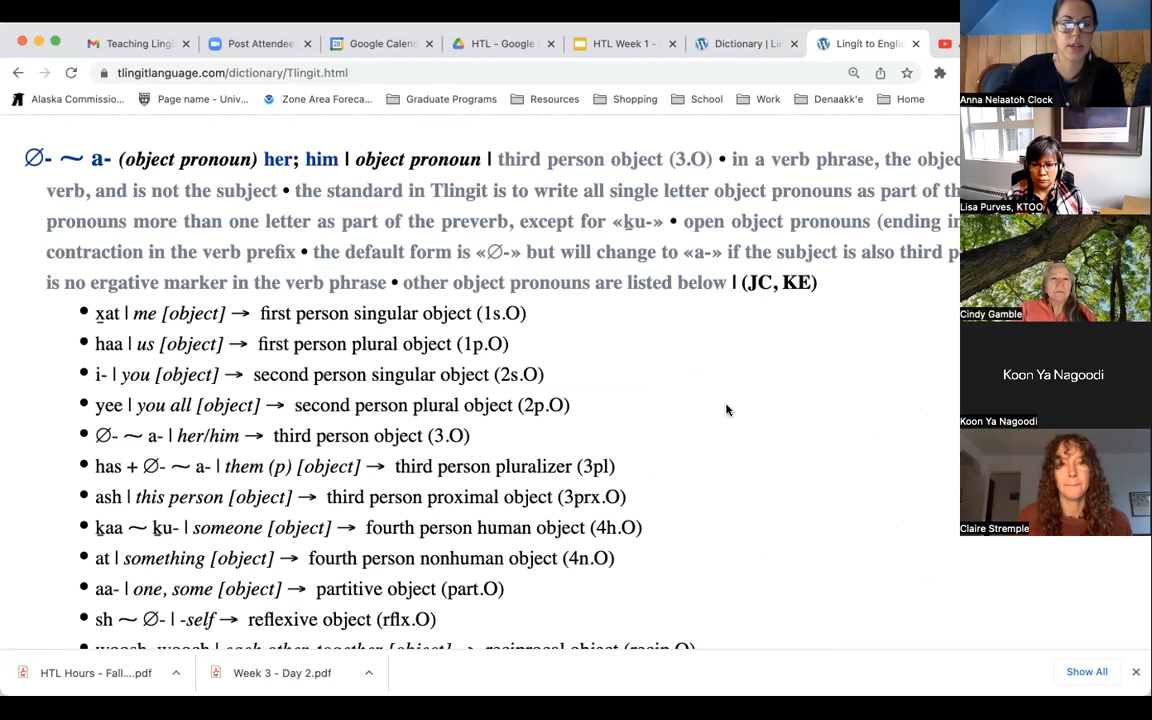 Teaching Ling
Post Attendee
Google Calen
HTL - Google
HTL Week 1 -
Dictionary | Li
Lingít to Engli
tlingitlanguage.com/dictionary/Tlingit.html
Alaska Commissio...
Page name - Univ...
Zone Area Foreca...
Graduate Programs
Resources
Shopping
School
Work
Denaakk'e
Home
∅- ~ a- (object pronoun) her; him | object pronoun | third person object (3.O) • in a verb phrase, the objec
verb, and is not the subject • the standard in Tlingit is to write all single letter object pronouns as part of th
pronouns more than one letter as part of the preverb, except for «ḵu-» • open object pronouns (ending in
contraction in the verb prefix • the default form is «∅-» but will change to «a-» if the subject is also third p
is no ergative marker in the verb phrase • other object pronouns are listed below | (JC, KE)
• x̱at | me [object] → first person singular object (1s.O)
• haa | us [object] → first person plural object (1p.O)
• i- | you [object] → second person singular object (2s.O)
• yee | you all [object] → second person plural object (2p.O)
• ∅- ~ a- | her/him → third person object (3.O)
• has + ∅- ~ a- | them (p) [object] → third person pluralizer (3pl)
• ash | this person [object] → third person proximal object (3prx.O)
• ḵaa ~ ḵu- | someone [object] → fourth person human object (4h.O)
• at | something [object] → fourth person nonhuman object (4n.O)
• aa- | one, some [object] → partitive object (part.O)
• sh ~ ∅- | -self → reflexive object (rflx.O)
HTL Hours - Fall....pdf
Week 3 - Day 2.pdf
Show All
Anna Nelaatoh Clock
Lisa Purves, KTOO
Cindy Gamble
Koon Ya Nagoodi
Koon Ya Nagoodi
Claire Stremple